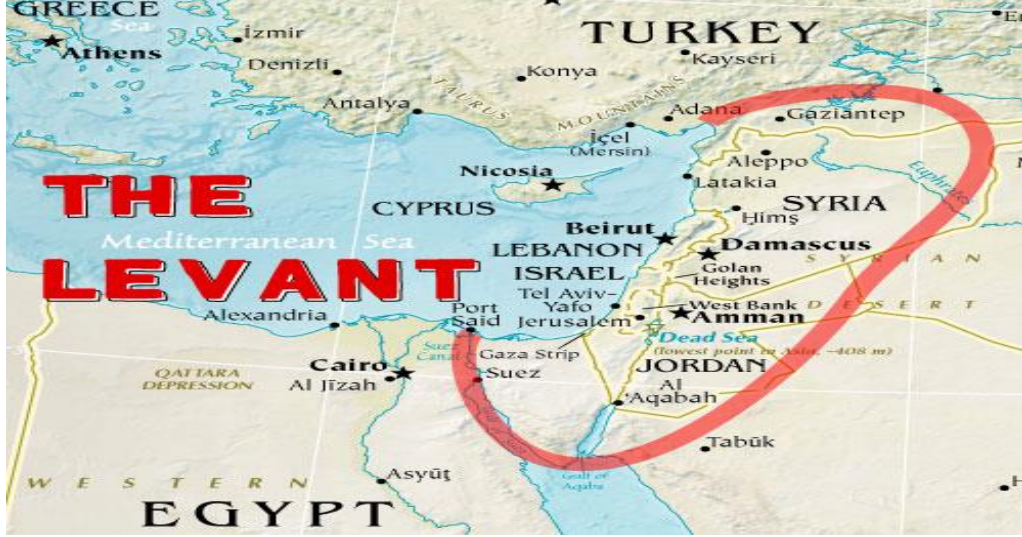 GREECE
Sea
Athens
İzmir
Denizli
Antalya
TURKEY
Konya
Kayseri
TAURUS
MOUNTAINS
Adana
Gaziantep
İçel
(Mersin)
Aleppo
Nicosia
Latakia
Euphrates
CYPRUS
SYRIA
Ḩimş
THE
LEVANT
Mediterranean Sea
Beirut
LEBANON
Damascus
ISRAEL
SYRIAN
Golan
Heights
Tel Aviv-
Yafo
West Bank
DESERT
Port
Said
Jerusalem
Amman
Alexandria
Dead Sea
(lowest point in Asia, -408 m)
Suez
Canal
Gaza Strip
JORDAN
Cairo
Suez
QATTARA
DEPRESSION
Al Jīzah
Al
'Aqabah
Tabūk
Gulf of
Aqaba
Asyūţ
WESTERN
EGYPT